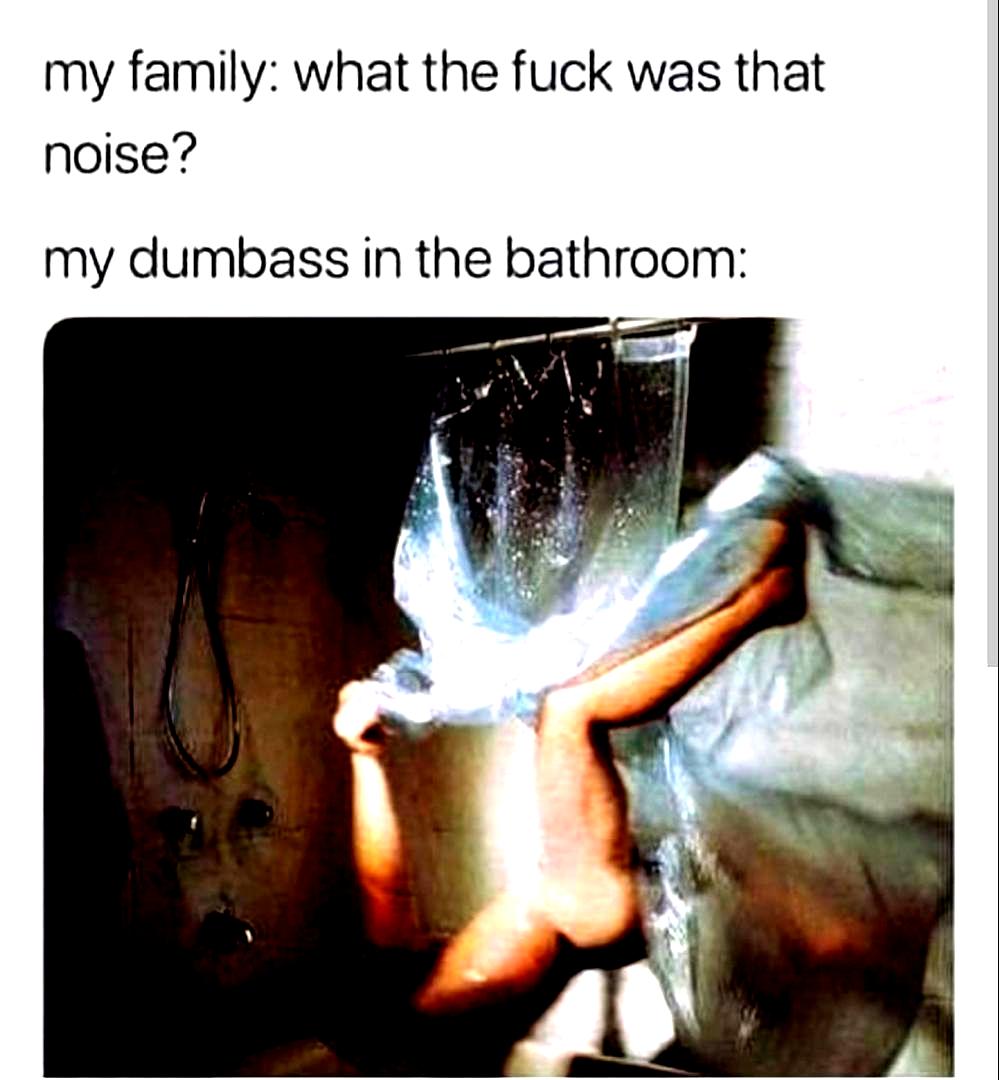 my family: what the fuck was that
noise?
my dumbass in the bathroom: